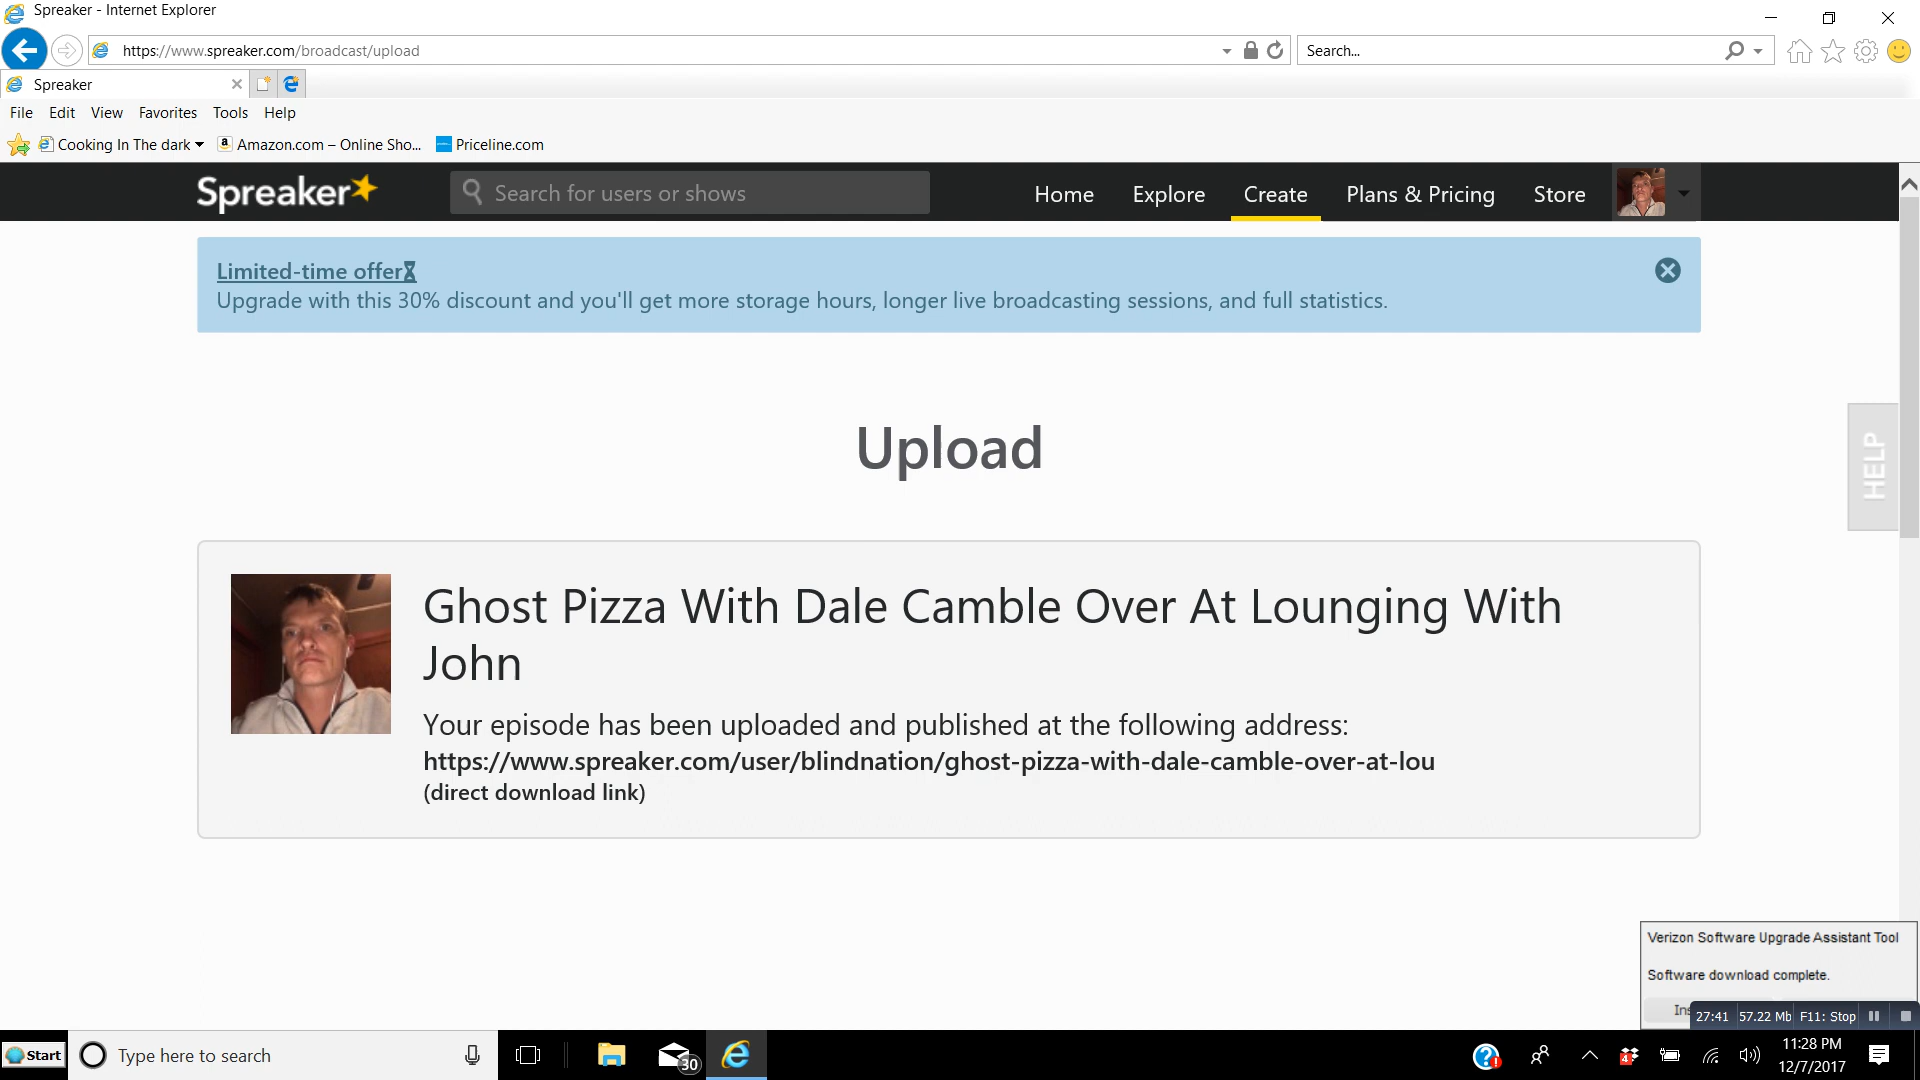 Spreaker - Internet Explorer
https://www.spreaker.com/broadcast/upload
Search...
Spreaker
File Edit View Favorites Tools Help
Cooking In The dark
Amazon.com – Online Sho...
Priceline.com
Spreaker
Search for users or shows
Home Explore Create Plans & Pricing Store
Limited-time offer
Upgrade with this 30% discount and you'll get more storage hours, longer live broadcasting sessions, and full statistics.
HELP
Upload
Ghost Pizza With Dale Camble Over At Lounging With
John
Your episode has been uploaded and published at the following address:
https://www.spreaker.com/user/blindnation/ghost-pizza-with-dale-camble-over-at-lou
(direct download link)
Verizon Software Upgrade Assistant Tool
Software download complete.
27:41 57.22 Mb F11: Stop
Start
Type here to search
30
4
11:28 PM
12/7/2017